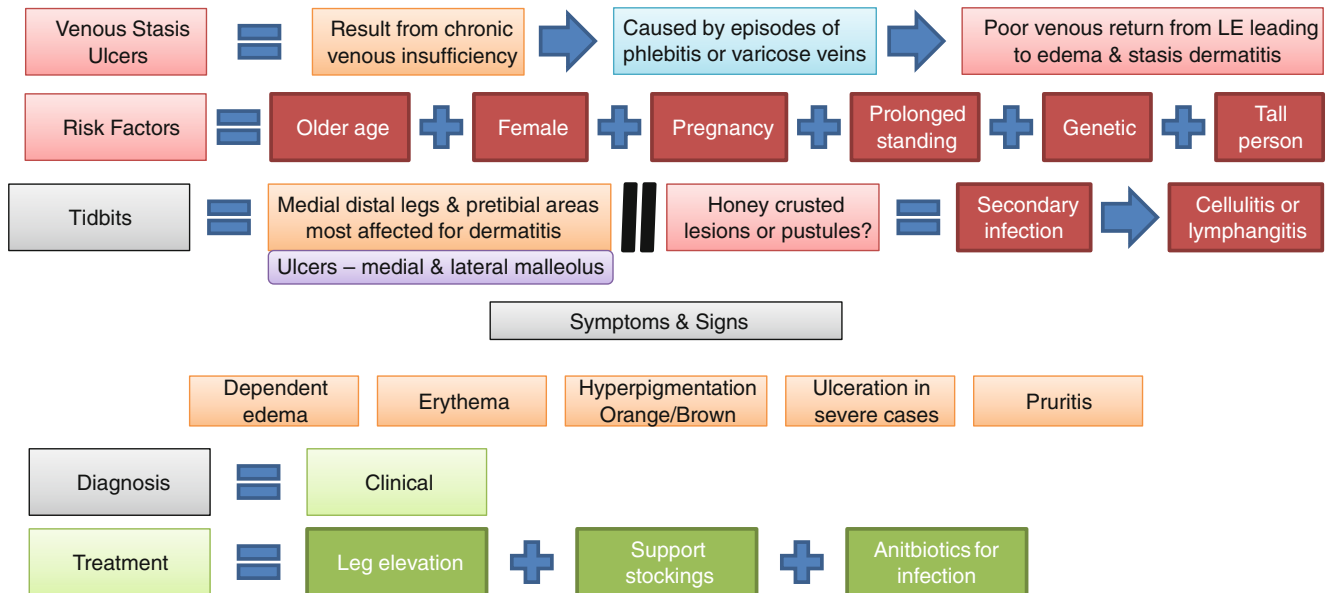 Venous Stasis
Ulcers
Result from chronic
venous insufficiency
Caused by episodes of
phlebitis or varicose veins
Poor venous return from LE leading
to edema & stasis dermatitis
Risk Factors
Older age
Female
Pregnancy
Prolonged
standing
Genetic
Tall
person
Tidbits
Medial distal legs & pretibial areas
most affected for dermatitis
Ulcers – medial & lateral malleolus
Honey crusted
lesions or pustules?
Secondary
infection
Cellulitis or
lymphangitis
Symptoms & Signs
Dependent
edema
Erythema
Hyperpigmentation
Orange/Brown
Ulceration in
severe cases
Pruritis
Diagnosis
Clinical
Treatment
Leg elevation
Support
stockings
Anitbiotics for
infection